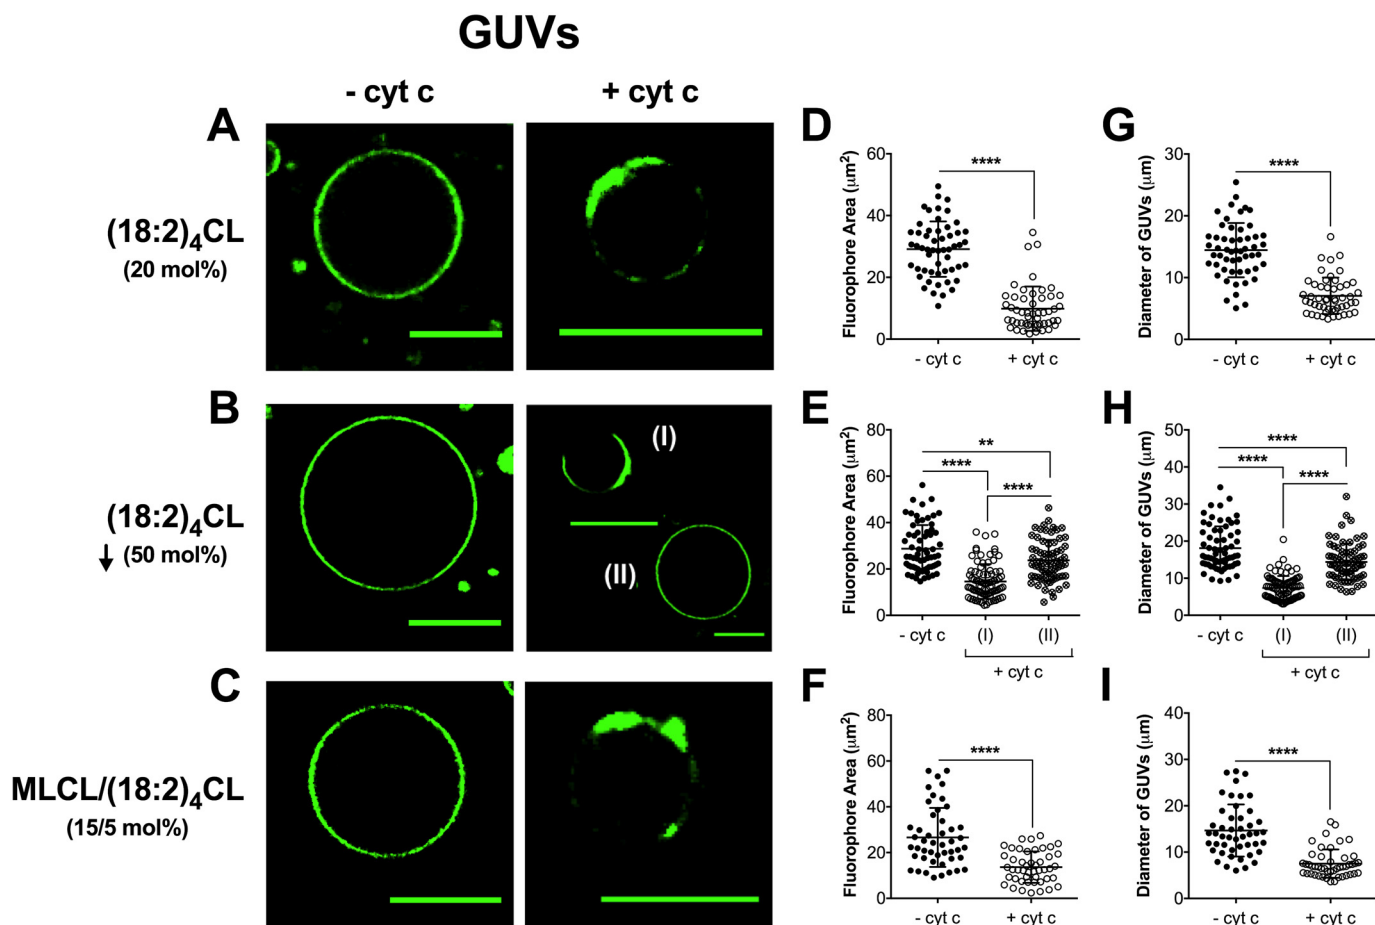 GUVs
- cyt c
+ cyt c
A
(18:2)₄CL
(20 mol%)
B
(18:2)₄CL
↓ (50 mol%)
(I)
(II)
C
MLCL/(18:2)₄CL
(15/5 mol%)
D
Fluorophore Area (μm²)
60
40
20
0
****
- cyt c
+ cyt c
G
Diameter of GUVs (μm)
30
20
10
0
****
- cyt c
+ cyt c
E
Fluorophore Area (μm²)
80
60
40
20
0
**
****
****
- cyt c
(I)
(II)
+ cyt c
H
Diameter of GUVs (μm)
50
40
30
20
10
0
****
****
****
- cyt c
(I)
(II)
+ cyt c
F
Fluorophore Area (μm²)
80
60
40
20
0
****
- cyt c
+ cyt c
I
Diameter of GUVs (μm)
40
30
20
10
0
****
- cyt c
+ cyt c